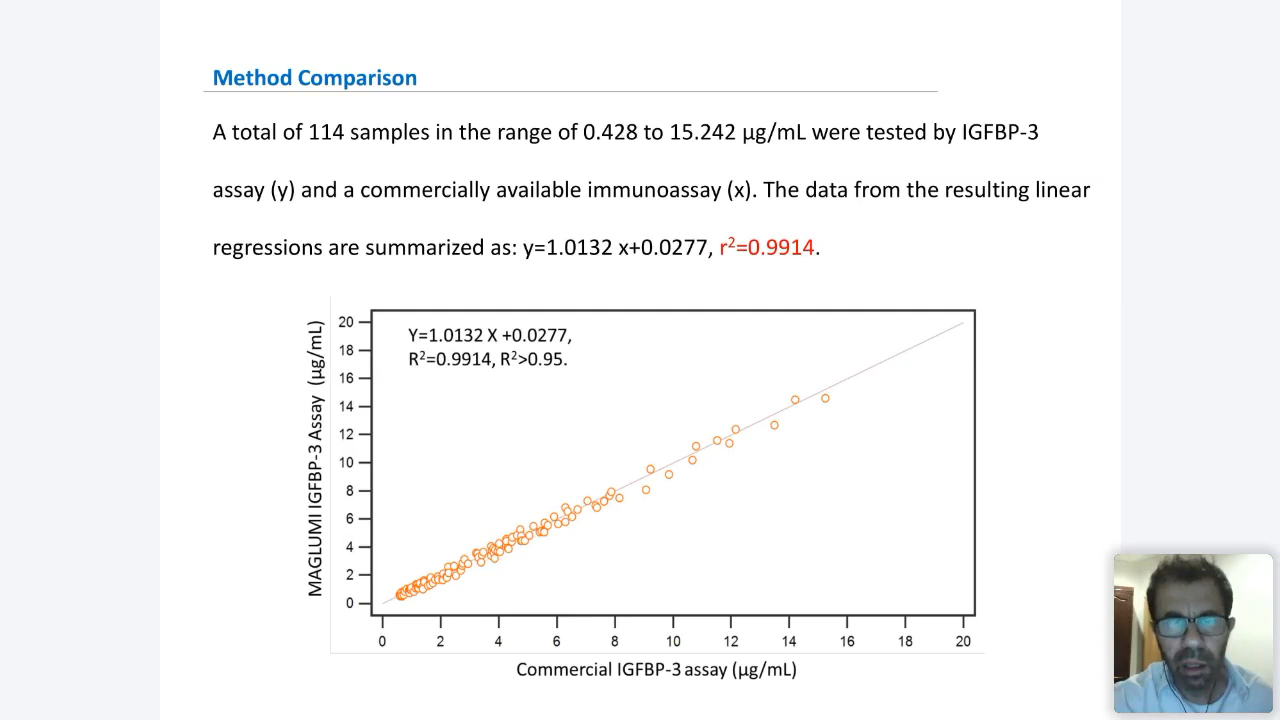 Method Comparison
A total of 114 samples in the range of 0.428 to 15.242 µg/mL were tested by IGFBP-3
assay (y) and a commercially available immunoassay (x). The data from the resulting linear
regressions are summarized as: y=1.0132 x+0.0277, r²=0.9914.
Y=1.0132 X +0.0277,
R²=0.9914, R²>0.95.
MAGLUMI IGFBP-3 Assay (µg/mL)
20
18
16
14
12
10
8
6
4
2
0
0 2 4 6 8 10 12 14 16 18 20
Commercial IGFBP-3 assay (µg/mL)